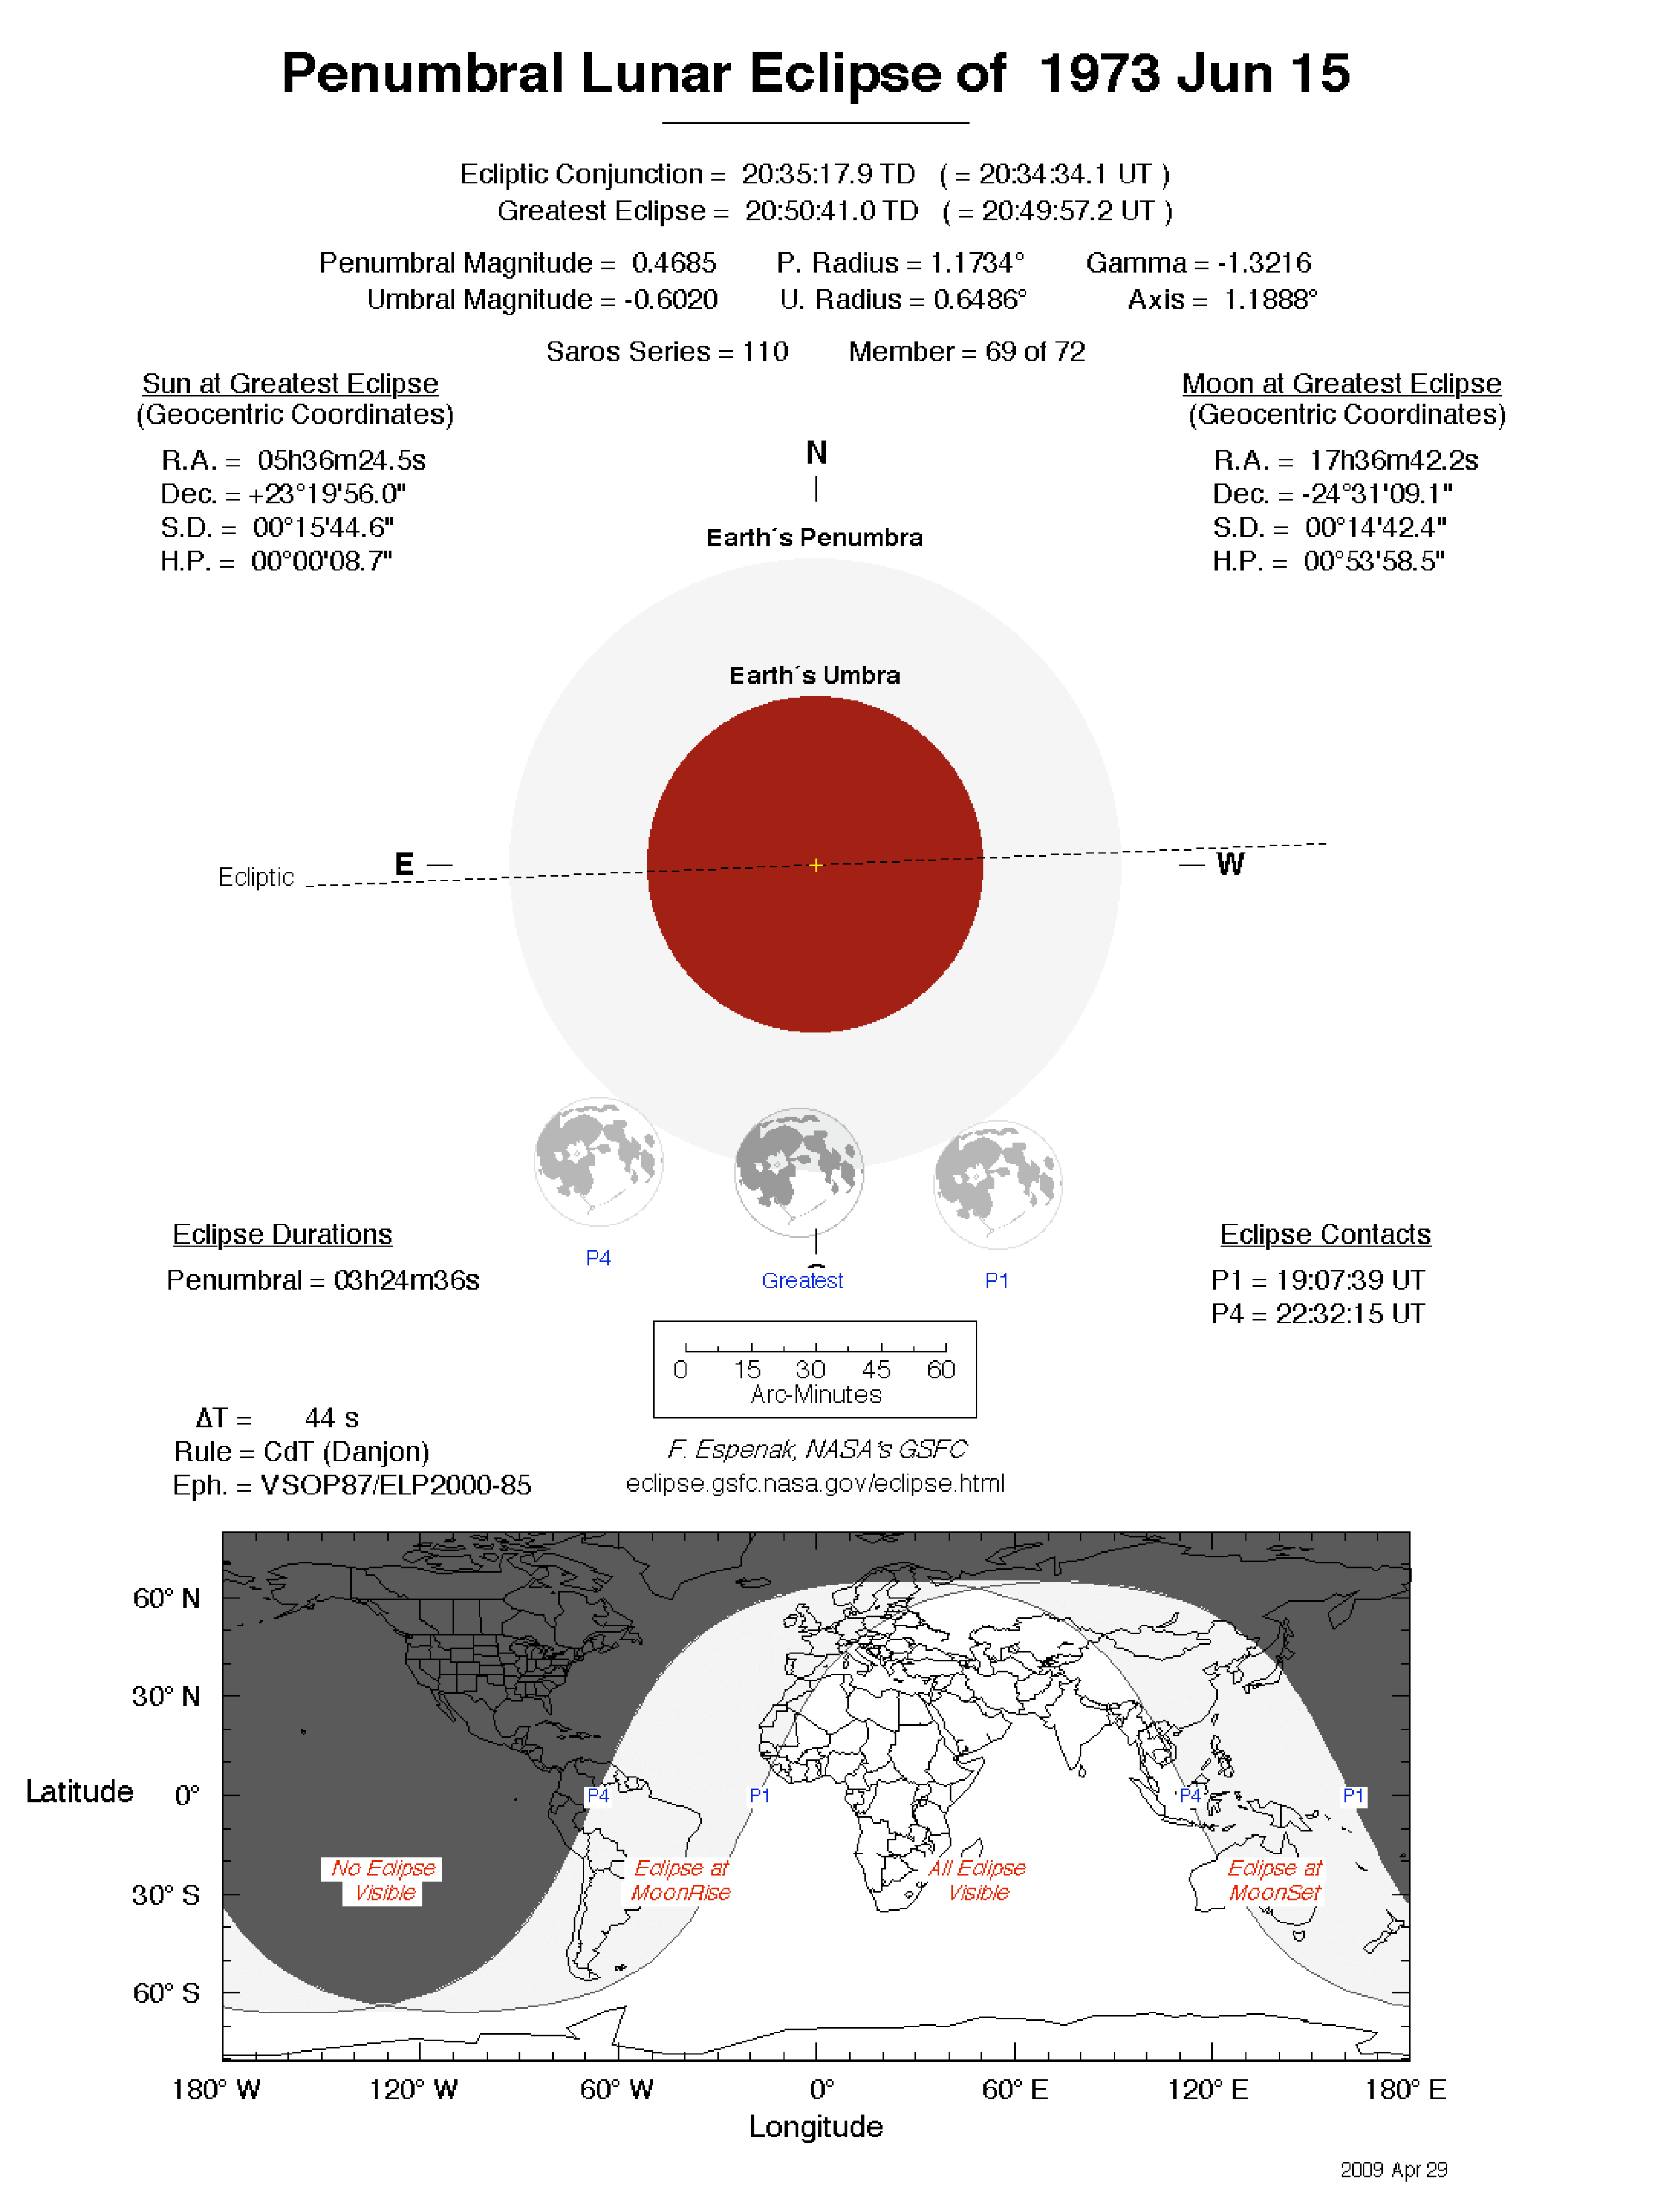 Penumbral Lunar Eclipse of 1973 Jun 15
Ecliptic Conjunction = 20:35:17.9 TD ( = 20:34:34.1 UT )
Greatest Eclipse = 20:50:41.0 TD ( = 20:49:57.2 UT )
Penumbral Magnitude = 0.4685 P. Radius = 1.1734° Gamma = -1.3216
Umbral Magnitude = -0.6020 U. Radius = 0.6486° Axis = 1.1888°
Saros Series = 110 Member = 69 of 72
Sun at Greatest Eclipse
(Geocentric Coordinates)
R.A. = 05h36m24.5s
Dec. = +23°19'56.0"
S.D. = 00°15'44.6"
H.P. = 00°00'08.7"
Moon at Greatest Eclipse
(Geocentric Coordinates)
R.A. = 17h36m42.2s
Dec. = -24°31'09.1"
S.D. = 00°14'42.4"
H.P. = 00°53'58.5"
N
Earth´s Penumbra
Earth´s Umbra
E
W
Ecliptic
P4
Greatest
P1
Eclipse Durations
Penumbral = 03h24m36s
Eclipse Contacts
P1 = 19:07:39 UT
P4 = 22:32:15 UT
0 15 30 45 60
Arc-Minutes
ΔT = 44 s
Rule = CdT (Danjon)
Eph. = VSOP87/ELP2000-85
F. Espenak, NASA's GSFC
eclipse.gsfc.nasa.gov/eclipse.html
60° N
30° N
Latitude 0°
30° S
60° S
P4 P1 P4 P1
No Eclipse
Visible
Eclipse at
MoonRise
All Eclipse
Visible
Eclipse at
MoonSet
180° W 120° W 60° W 0° 60° E 120° E 180° E
Longitude
2009 Apr 29